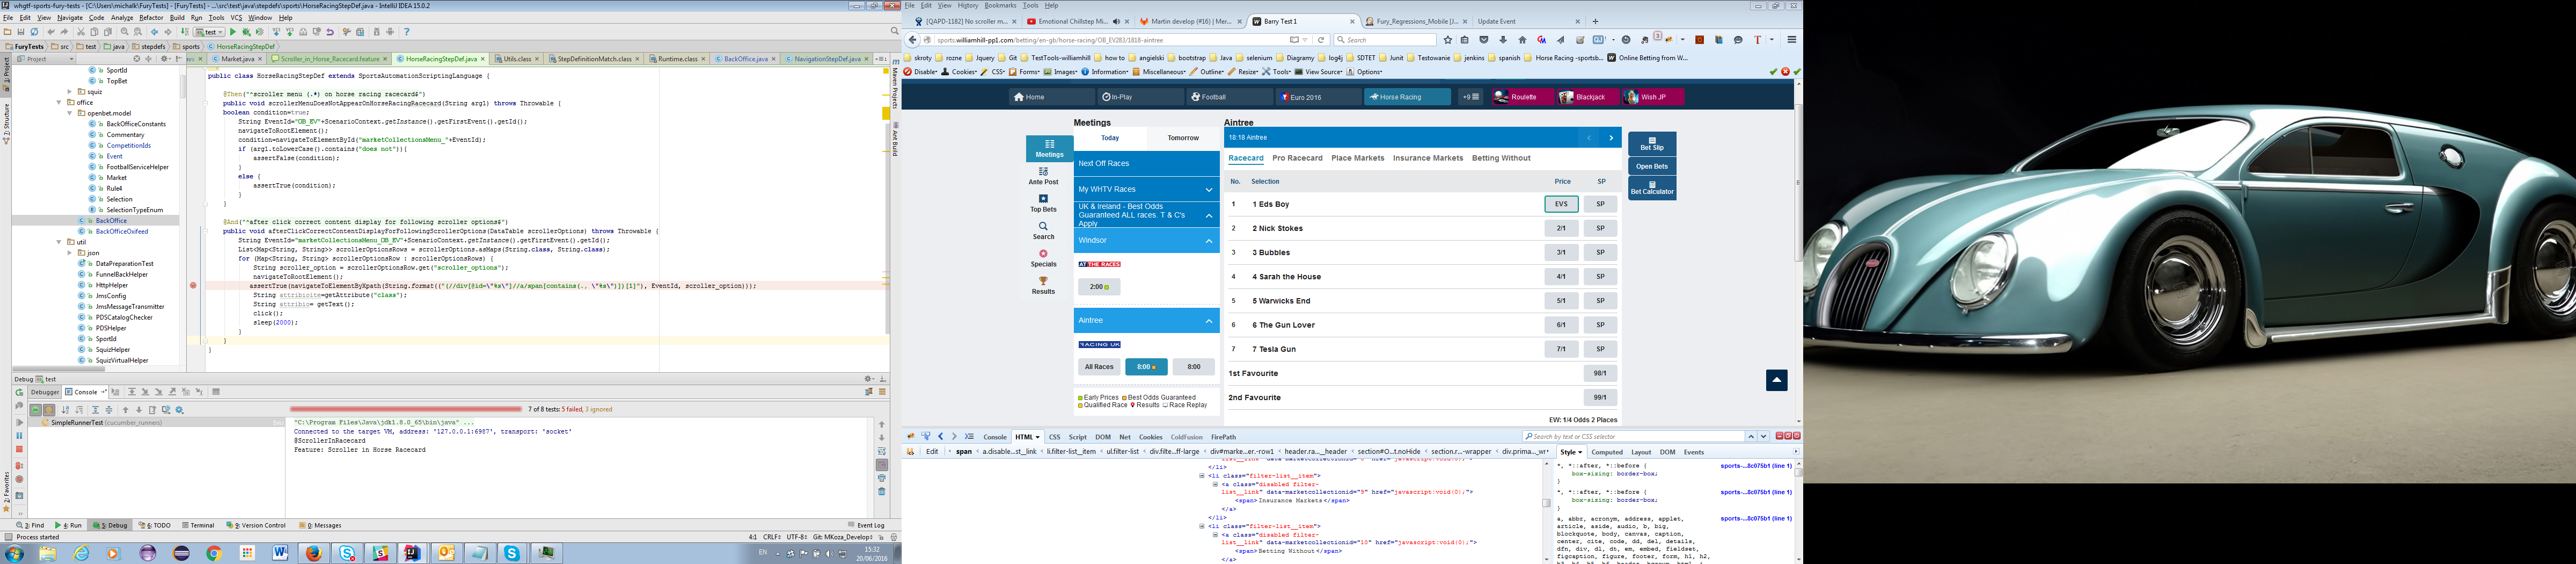 whgtf-sports-fury-tests - [C:\Users\michalk\FuryTests] - [FuryTests] - ...\src\test\java\stepdefs\sports\HorseRacingStepDef.java - IntelliJ IDEA 15.0.2
File Edit View Navigate Code Analyze Refactor Build Run Tools VCS Window Help
test
FuryTests src test java stepdefs sports HorseRacingStepDef
Project
Market.java
Scroller_in_Horse_Racecard.feature
HorseRacingStepDef.java
Utils.class
StepDefinitionMatch.class
Runtime.class
BackOffice.java
NavigationStepDef.java
1: Project
2: Structure
2: Favorites
Maven Projects
Ant Build
SportId
TopBet
squiz
office
openbet.model
BackOfficeConstants
Commentary
CompetitionIds
Event
FootballServiceHelper
Market
Rule4
Selection
SelectionTypeEnum
BackOffice
BackOfficeOxifeed
util
json
DataPreparationTest
FunnelBackHelper
HttpHelper
JmsConfig
JmsMessageTransmitter
PDSCatalogChecker
PDSHelper
SportId
SquizHelper
SquizVirtualHelper
public class HorseRacingStepDef extends SportsAutomationScriptingLanguage {
@Then("^scroller menu (.*) on horse racing racecard$")
public void scrollerMenuDoesNotAppearOnHorseRacingRacecard(String arg1) throws Throwable {
boolean condition=true;
String EventId="OB_EV"+ScenarioContext.getInstance().getFirstEvent().getId();
navigateToRootElement();
condition=navigateToElementById("marketCollectionsMenu_"+EventId);
if (arg1.toLowerCase().contains("does not")){
assertFalse(condition);
}
else {
assertTrue(condition);
}
}
@And("^after click correct content display for following scroller options$")
public void afterClickCorrectContentDisplayForFollowingScrollerOptions(DataTable scrollerOptions) throws Throwable {
String EventId="marketCollectionsMenu_OB_EV"+ScenarioContext.getInstance().getFirstEvent().getId();
List<Map<String, String>> scrollerOptionsRows = scrollerOptions.asMaps(String.class, String.class);
for (Map<String, String> scrollerOptionsRow : scrollerOptionsRows) {
String scroller_option = scrollerOptionsRow.get("scroller_options");
navigateToRootElement();
assertTrue(navigateToElementByXpath(String.format(("(//div[@id=\"%s\"]//a/span[contains(., \"%s\")])[1]"), EventId, scroller_option)));
String attribioite=getAttribute("class");
String attribio= getText();
click();
sleep(2000);
}
}
}
Debug test
Debugger Console
7 of 8 tests: 5 failed, 3 ignored
SimpleRunnerTest (cucumber_runners)
"C:\Program Files\Java\jdk1.8.0_65\bin\java" ...
Connected to the target VM, address: '127.0.0.1:6987', transport: 'socket'
@ScrollerInRacecard
Feature: Scroller in Horse Racecard
3: Find 4: Run 5: Debug 6: TODO Terminal 9: Version Control 0: Messages Event Log
Process started
4:1 CRLF UTF-8 Git: MKoza_Develop
EN 15:32
20/06/2016
File Edit View History Bookmarks Tools Help
[QAPD-1182] No scroller m...
Emotional Chillstep Mi...
Martin develop (#16) | Mer...
Barry Test 1
Fury_Regressions_Mobile [J...
Update Event
sports.williamhill-pp1.com/betting/en-gb/horse-racing/OB_EV283/1818-aintree
Search
skroty rozne Jquery Git TestTools-williamhill how to angielski bootstrap Java selenium Diagramy log4j SDTET Junit Testowanie jenkins spanish Horse Racing -sportsb... Online Betting from W...
Disable Cookies CSS Forms Images Information Miscellaneous Outline Resize Tools View Source Options
Home In-Play Football Euro 2016 Horse Racing +9 Roulette Blackjack Wish JP
Meetings
Ante Post
Top Bets
Search
Specials
Results
Meetings
Today Tomorrow
Next Off Races
My WHTV Races
UK & Ireland - Best Odds
Guaranteed ALL races. T & C's
Apply
Windsor
AT THE RACES
2:00
Aintree
RACING UK
All Races 8:00 8:00
Early Prices Best Odds Guaranteed
Qualified Race Results Race Replay
Aintree
18:18 Aintree
Racecard Pro Racecard Place Markets Insurance Markets Betting Without
No. Selection Price SP
1 1 Eds Boy EVS SP
2 2 Nick Stokes 2/1 SP
3 3 Bubbles 3/1 SP
4 4 Sarah the House 4/1 SP
5 5 Warwicks End 5/1 SP
6 6 The Gun Lover 6/1 SP
7 7 Tesla Gun 7/1 SP
1st Favourite 98/1
2nd Favourite 99/1
EW: 1/4 Odds 2 Places
Bet Slip
Open Bets
Bet Calculator
Console HTML CSS Script DOM Net Cookies ColdFusion FirePath
Search by text or CSS selector
Edit span < a.disable...st__link < li.filter-list__item < ul.filter-list < div.filte...ff-large < div#marke...er.-row1 < header.ra...__header < section#O...t.noHide < section.r...-wrapper < div.prima...
</li>
<li class="filter-list__item">
<a class="disabled filter-
list__link" data-marketcollectionid="9" href="javascript:void(0);">
<span>Insurance Markets</span>
</a>
</li>
<li class="filter-list__item">
<a class="disabled filter-
list__link" data-marketcollectionid="10" href="javascript:void(0);">
<span>Betting Without</span>
</a>
Style Computed Layout DOM Events
*, *::after, *::before { sports-...8c075b1 (line 1)
box-sizing: border-box;
}
*, *::after, *::before { sports-...8c075b1 (line 1)
box-sizing: border-box;
}
a, abbr, acronym, address, applet, sports-...8c075b1 (line 1)
article, aside, audio, b, big,
blockquote, body, canvas, caption,
center, cite, code, dd, del, details,
dfn, div, dl, dt, em, embed, fieldset,
figcaption, figure, footer, form, h1, h2,